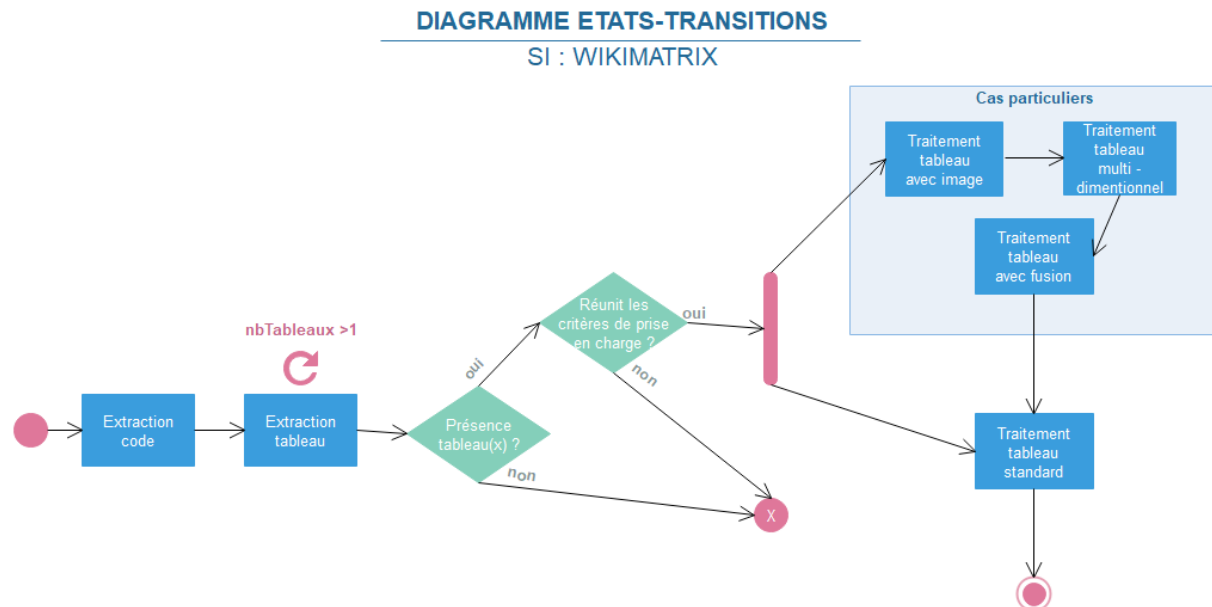 DIAGRAMME ETATS-TRANSITIONS
SI : WIKIMATRIX
Cas particuliers
Traitement
tableau
avec image
Traitement
tableau
multi -
dimentionnel
Traitement
tableau
avec fusion
Réunit les
critères de prise
en charge ?
oui
non
nbTableaux >1
Extraction
code
Extraction
tableau
Présence
tableau(x) ?
oui
non
X
Traitement
tableau
standard